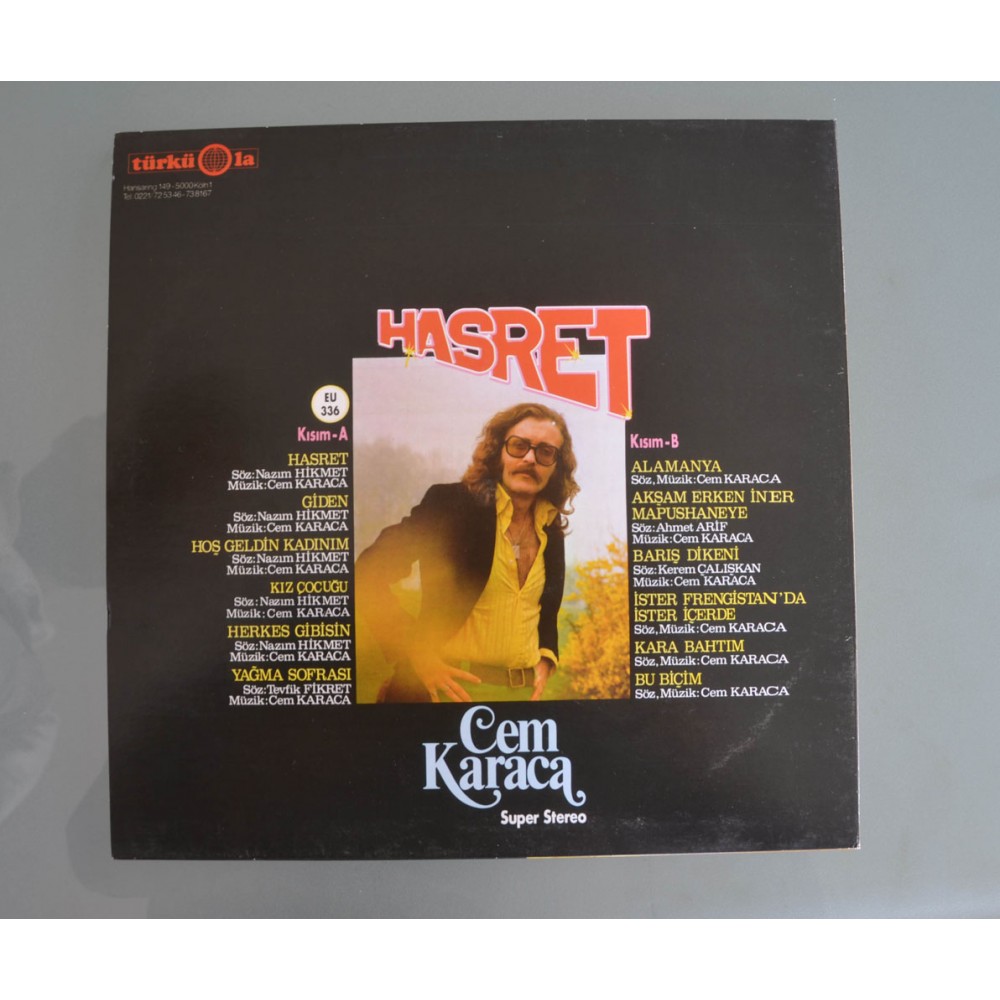 türkü ola
Hansaring 149 - 5000 Köln 1
Tel. 0221-72 53 46 - 73 81 67
HASRET
EU
336
Kısım-A
HASRET
Söz: Nazım HİKMET
Müzik: Cem KARACA
GİDEN
Söz: Nazım HİKMET
Müzik: Cem KARACA
HOŞ GELDİN KADINIM
Söz: Nazım HİKMET
Müzik: Cem KARACA
KIZ ÇOCUĞU
Söz: Nazım HİKMET
Müzik: Cem KARACA
HERKES GİBİSİN
Söz: Nazım HİKMET
Müzik: Cem KARACA
YAĞMA SOFRASI
Söz: Tevfik FİKRET
Müzik: Cem KARACA
Kısım-B
ALAMANYA
Söz, Müzik: Cem KARACA
AKŞAM ERKEN İNER
MAPUSHANEYE
Söz: Ahmet ARİF
Müzik: Cem KARACA
BARIŞ DİKENİ
Söz: Kerem ÇALISKAN
Müzik: Cem KARACA
İSTER FRENGİSTAN'DA
İSTER İÇERDE
Söz, Müzik: Cem KARACA
KARA BAHTIM
Söz, Müzik: Cem KARACA
BU BİÇİM
Söz, Müzik: Cem KARACA
Cem
Karaca
Super Stereo